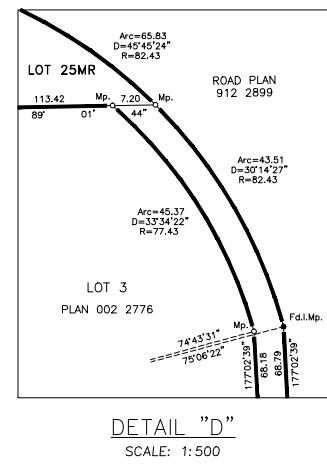 Arc=65.83
D=45°45'24"
R=82.43
LOT 25MR
ROAD PLAN
912 2899
113.42
Mp.
7.20
Mp.
89°
01'
44"
Arc=43.51
D=30°14'27"
R=82.43
Arc=45.37
D=33°34'22"
R=77.43
LOT 3
PLAN 002 2776
Fd.I.Mp.
Mp.
74°43'31"
75°06'22"
177°02'39"
68.18
68.79
177°02'39"
DETAIL "D"
SCALE: 1:500